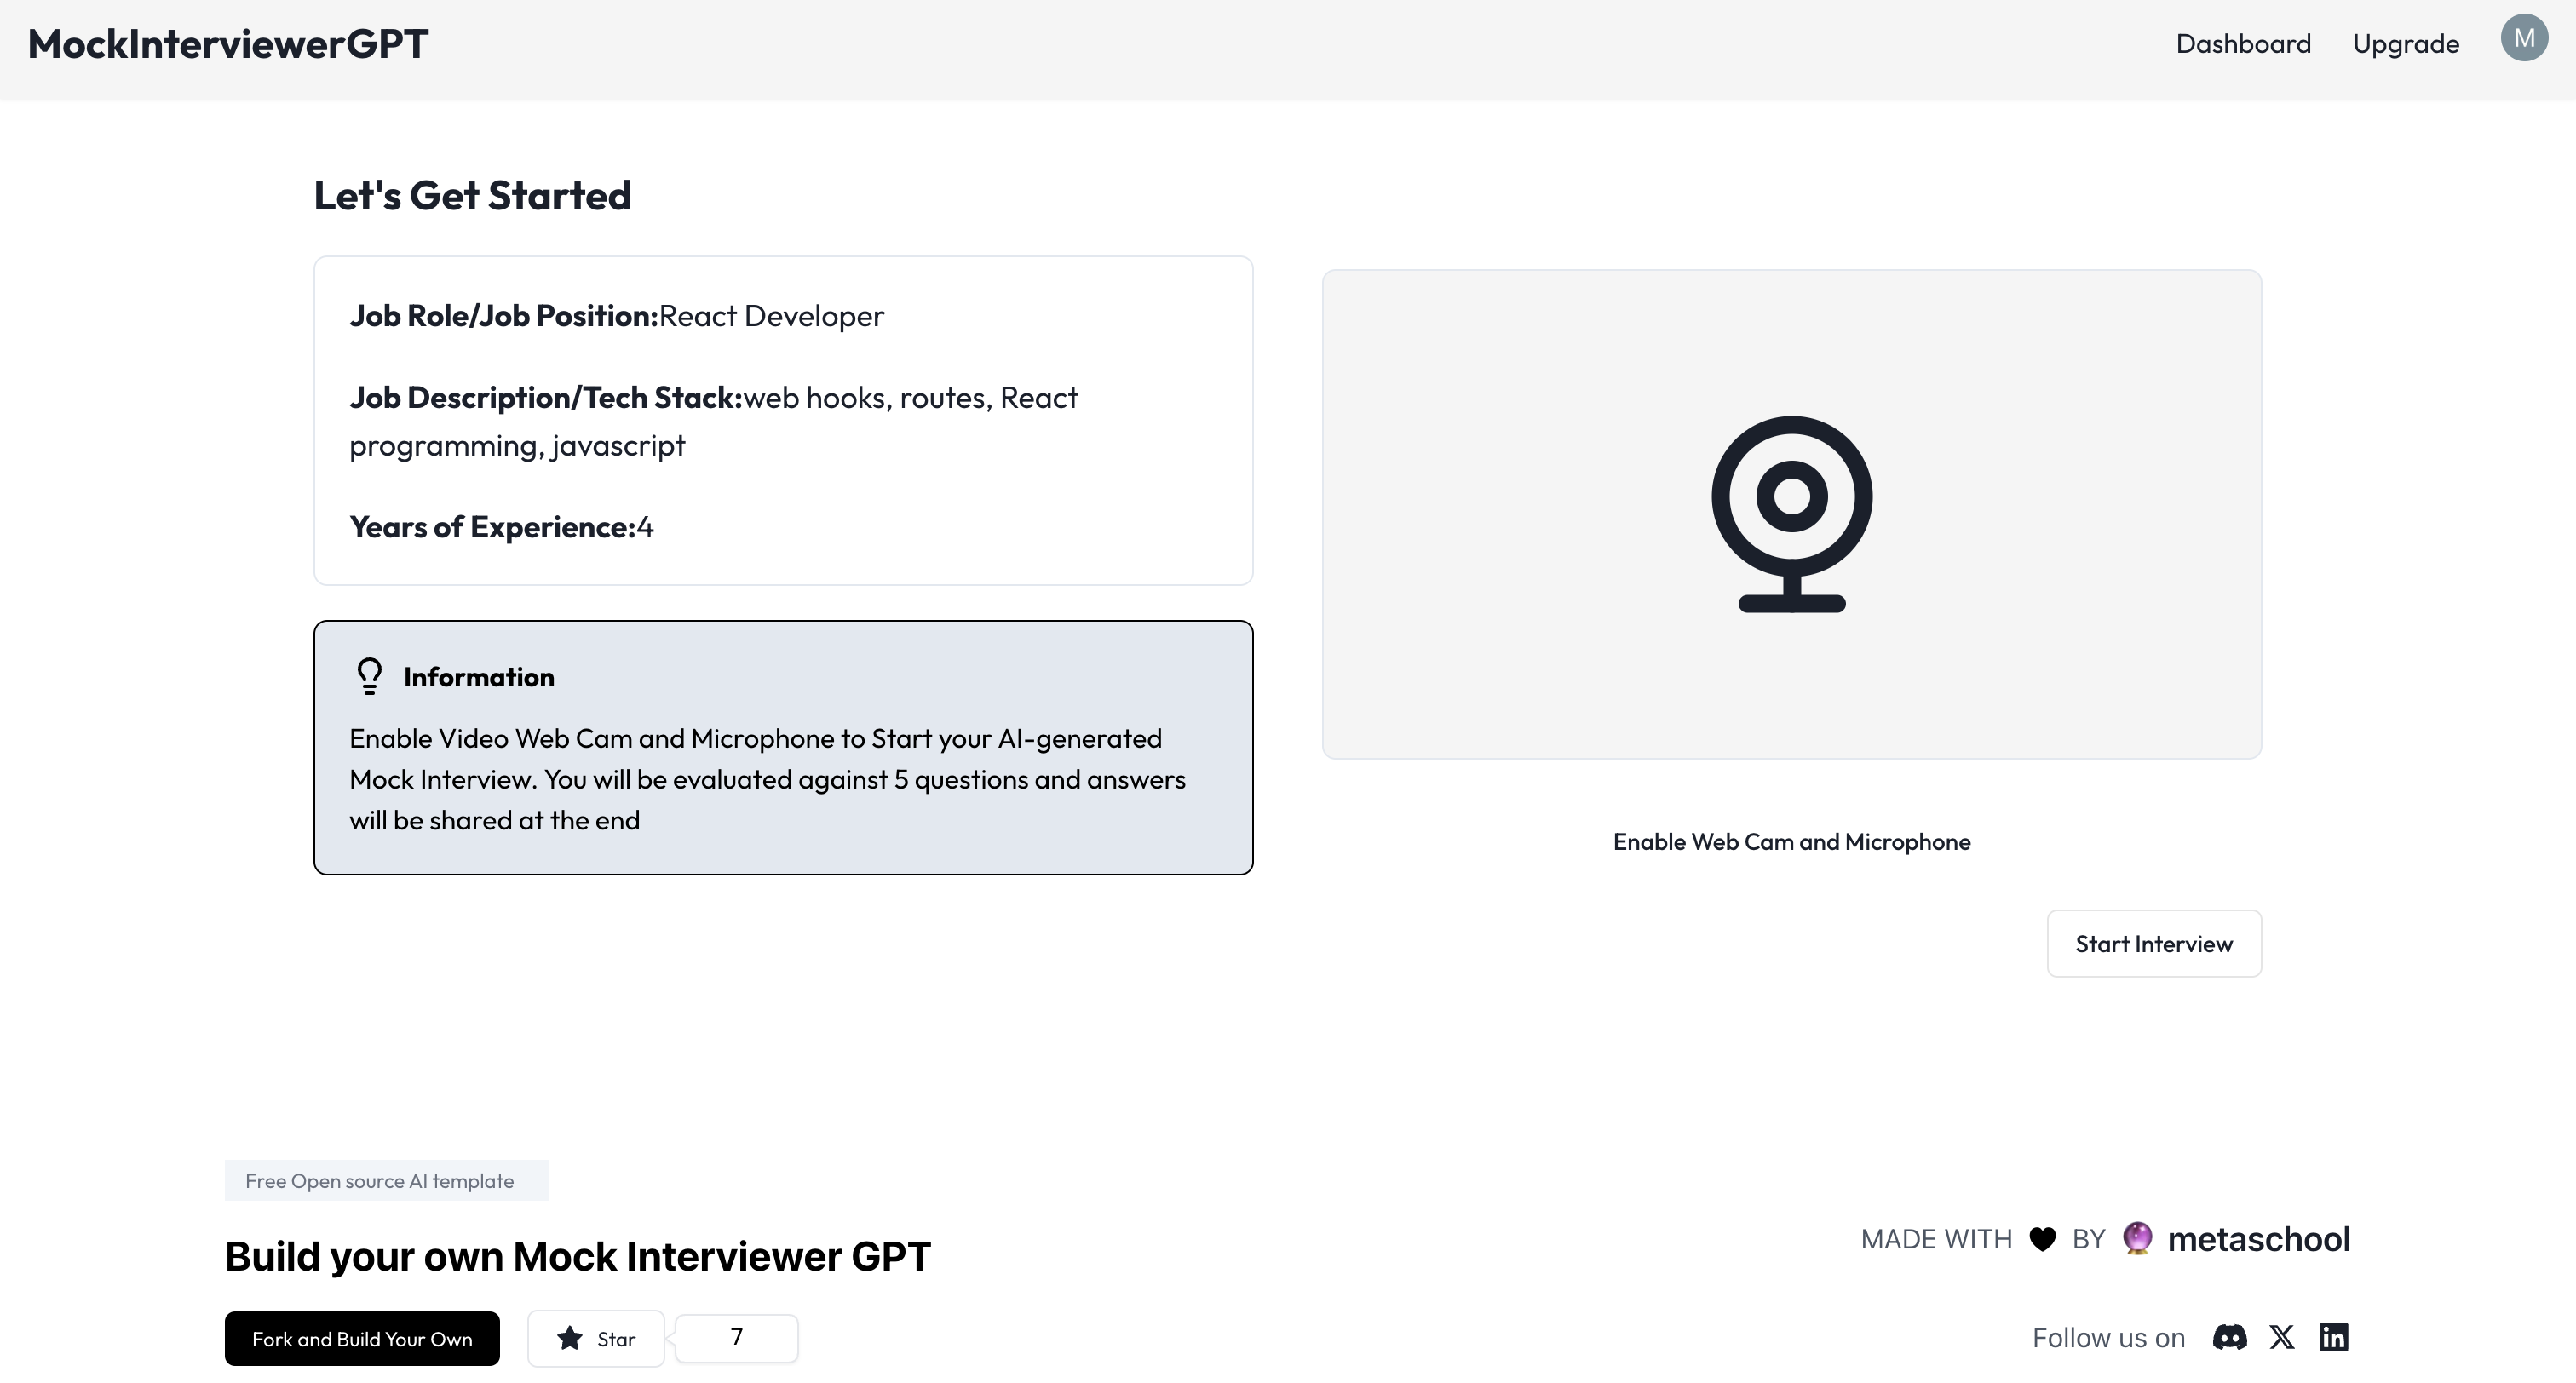 MockInterviewerGPT
Dashboard
Upgrade
M
Let's Get Started
Job Role/Job Position:React Developer
Job Description/Tech Stack:web hooks, routes, React
programming, javascript
Years of Experience:4
Information
Enable Video Web Cam and Microphone to Start your AI-generated
Mock Interview. You will be evaluated against 5 questions and answers
will be shared at the end
Enable Web Cam and Microphone
Start Interview
Free Open source AI template
Build your own Mock Interviewer GPT
Fork and Build Your Own
Star
7
MADE WITH BY metaschool
Follow us on